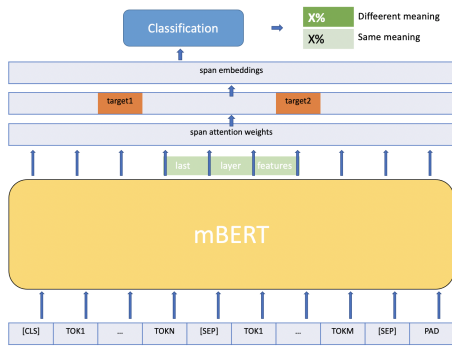 Classification
X% Different meaning
X% Same meaning
span embeddings
target1 target2
span attention weights
last layer features
mBERT
[CLS] TOK1 ... TOKN [SEP] TOK1 ... TOKM [SEP] PAD